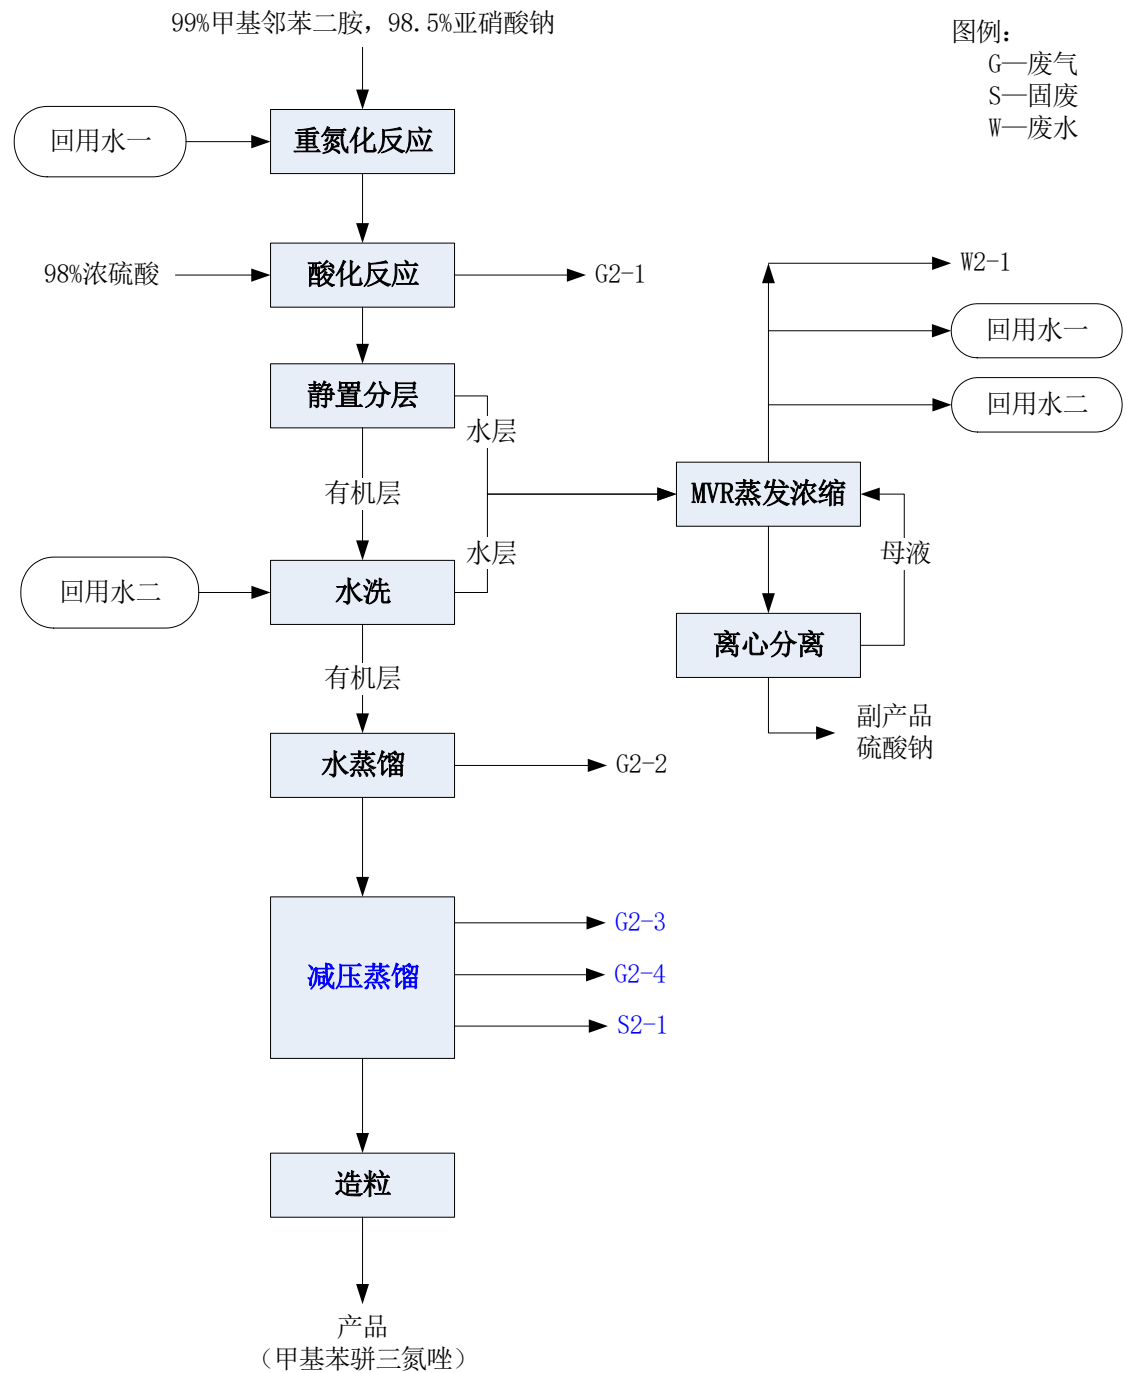 99%甲基邻苯二胺，98.5%亚硝酸钠
图例：
G—废气
S—固废
W—废水
回用水一
重氮化反应
98%浓硫酸
酸化反应
G2-1
W2-1
回用水一
静置分层
回用水二
水层
有机层
MVR蒸发浓缩
水层
母液
回用水二
水洗
离心分离
有机层
副产品
硫酸钠
水蒸馏
G2-2
G2-3
减压蒸馏
G2-4
S2-1
造粒
产品
（甲基苯骈三氮唑）